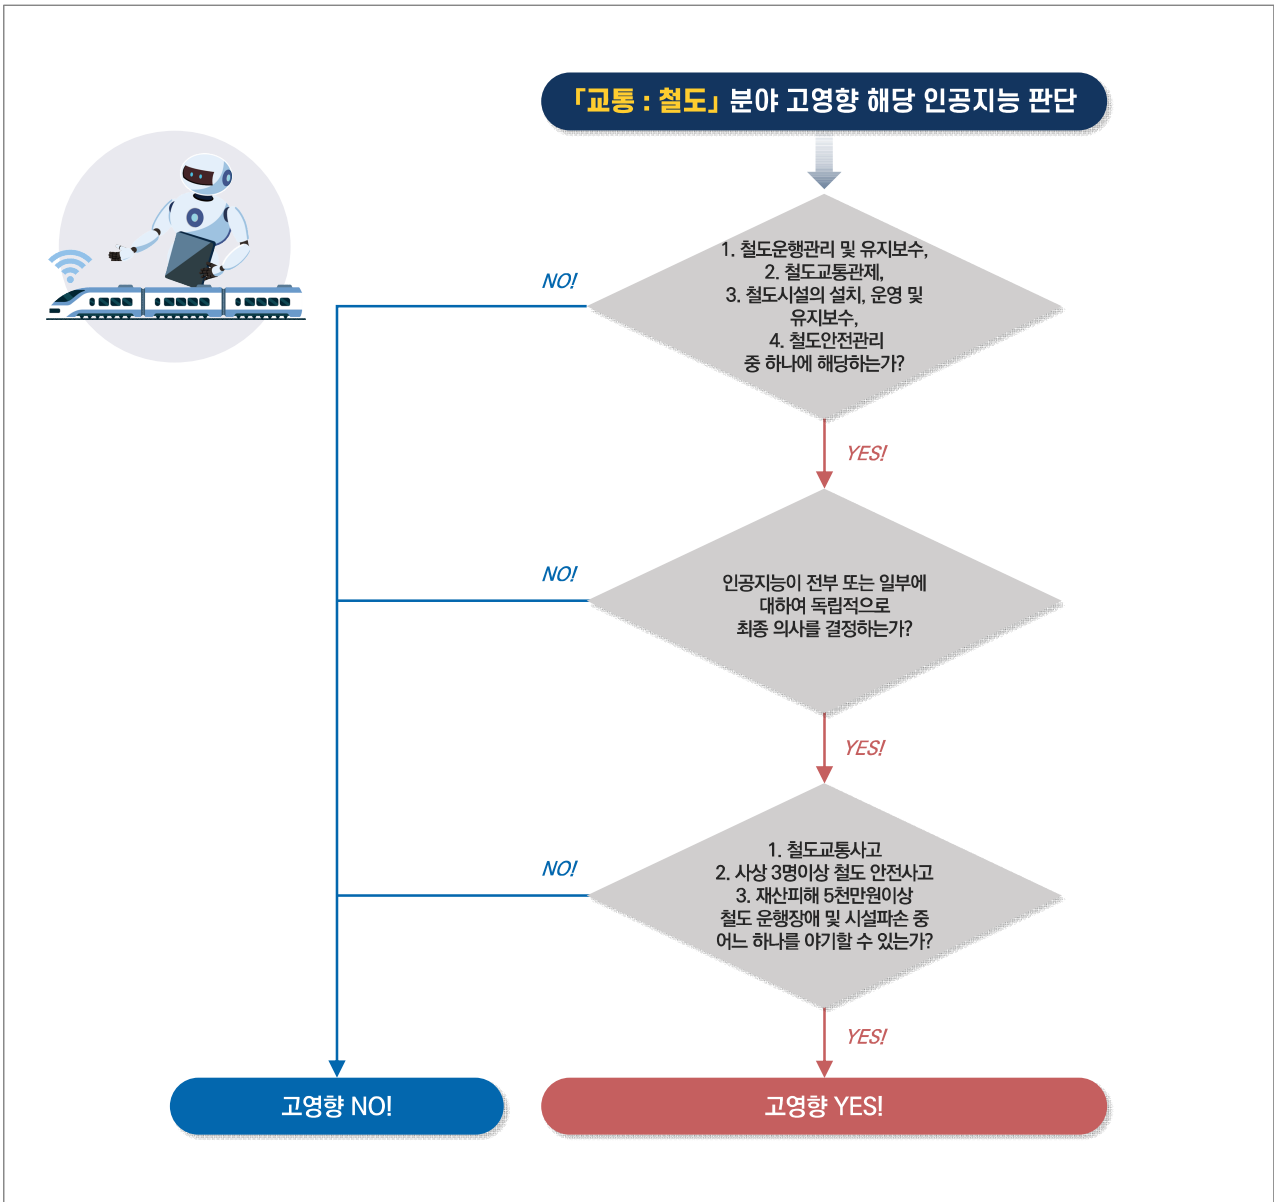 「교통 : 철도」 분야 고영향 해당 인공지능 판단
1. 철도운행관리 및 유지보수,
2. 철도교통관제,
3. 철도시설의 설치, 운영 및
유지보수,
4. 철도안전관리
중 하나에 해당하는가?
NO!
YES!
인공지능이 전부 또는 일부에
대하여 독립적으로
최종 의사를 결정하는가?
NO!
YES!
1. 철도교통사고
2. 사상 3명이상 철도 안전사고
3. 재산피해 5천만원이상
철도 운행장애 및 시설파손 중
어느 하나를 야기할 수 있는가?
NO!
YES!
고영향 NO!
고영향 YES!